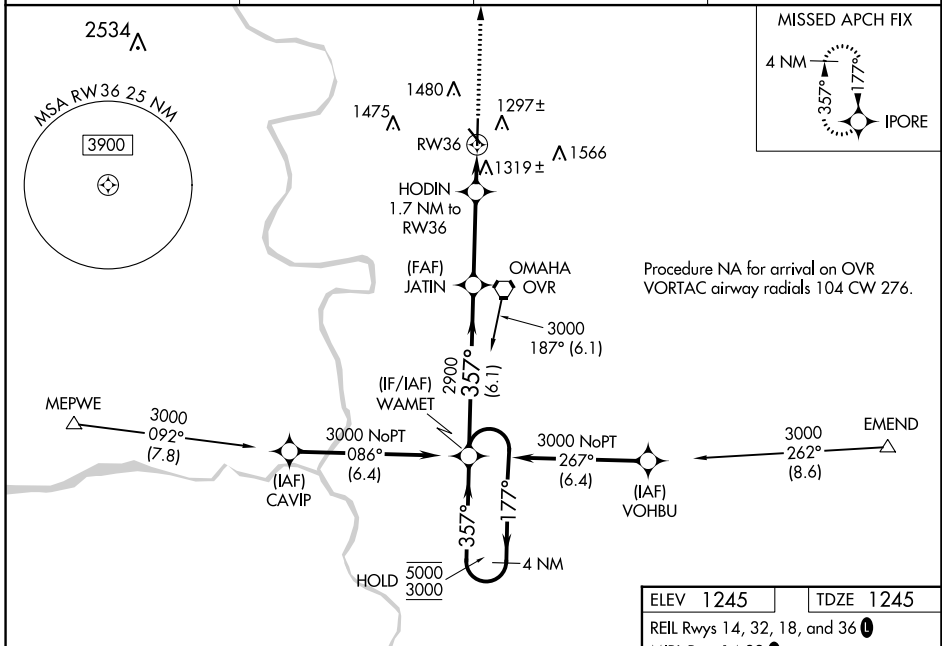 2534
MSA RW36 25 NM
3900
1480
1475
1297±
RW36
1566
1319±
HODIN
1.7 NM to
RW36
MISSED APCH FIX
4 NM
357°
177°
IPORE
(FAF)
JATIN
OMAHA
OVR
Procedure NA for arrival on OVR
VORTAC airway radials 104 CW 276.
3000
187° (6.1)
2900
357°
(6.1)
(IF/IAF)
WAMET
MEPWE
3000
092°
(7.8)
3000 NoPT
086°
(6.4)
(IAF)
CAVIP
3000 NoPT
267°
(6.4)
(IAF)
VOHBU
EMEND
3000
262°
(8.6)
357°
177°
4 NM
HOLD
5000
3000
ELEV 1245
TDZE 1245
REIL Rwys 14, 32, 18, and 36 L